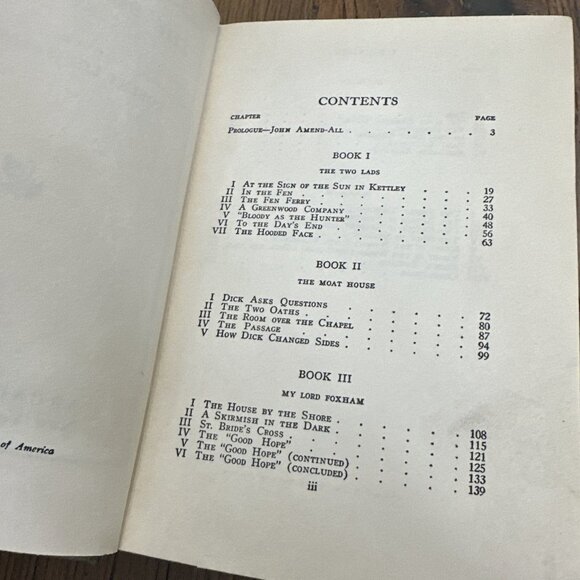 of America
CONTENTS
CHAPTER PAGE
Prologue—John Amend-All . . . . . . . 3
BOOK I
THE TWO LADS
I At the Sign of the Sun in Kettley . . . . 19
II In the Fen . . . . 27
III The Fen Ferry . . . . 33
IV A Greenwood Company . . . . 40
V "Bloody as the Hunter" . . . . 48
VI To the Day's End . . . . 56
VII The Hooded Face . . . . 63
BOOK II
THE MOAT HOUSE
I Dick Asks Questions . . . . 72
II The Two Oaths . . . . 80
III The Room over the Chapel . . . . 87
IV The Passage . . . . 94
V How Dick Changed Sides . . . . 99
BOOK III
MY LORD FOXHAM
I The House by the Shore . . . . 108
II A Skirmish in the Dark . . . . 115
III St. Bride's Cross . . . . 121
IV The "Good Hope" . . . . 125
V The "Good Hope" (continued) . . . . 133
VI The "Good Hope" (concluded) . . . . 139
iii